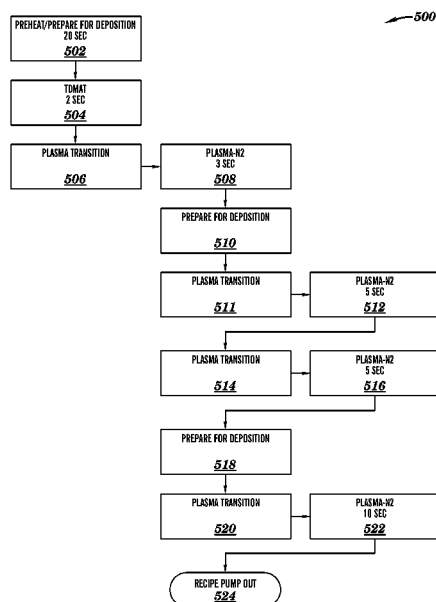 500
PREHEAT/PREPARE FOR DEPOSITION
20 SEC
502
TDMAT
2 SEC
504
PLASMA TRANSITION
506
PLASMA-N2
3 SEC
508
PREPARE FOR DEPOSITION
510
PLASMA TRANSITION
511
PLASMA-N2
5 SEC
512
PLASMA TRANSITION
514
PLASMA-N2
5 SEC
516
PREPARE FOR DEPOSITION
518
PLASMA TRANSITION
520
PLASMA-N2
10 SEC
522
RECIPE PUMP OUT
524